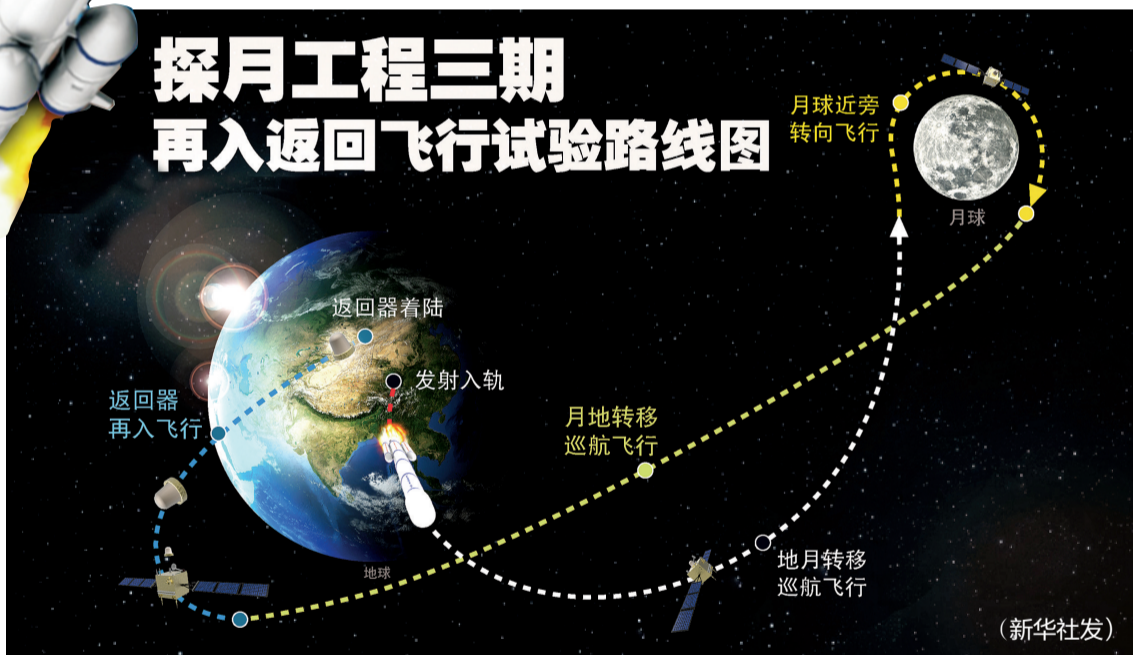 探月工程三期
再入返回飞行试验路线图
月球近旁
转向飞行
月球
返回器着陆
发射入轨
返回器
再入飞行
月地转移
巡航飞行
地球
地月转移
巡航飞行
（新华社发）